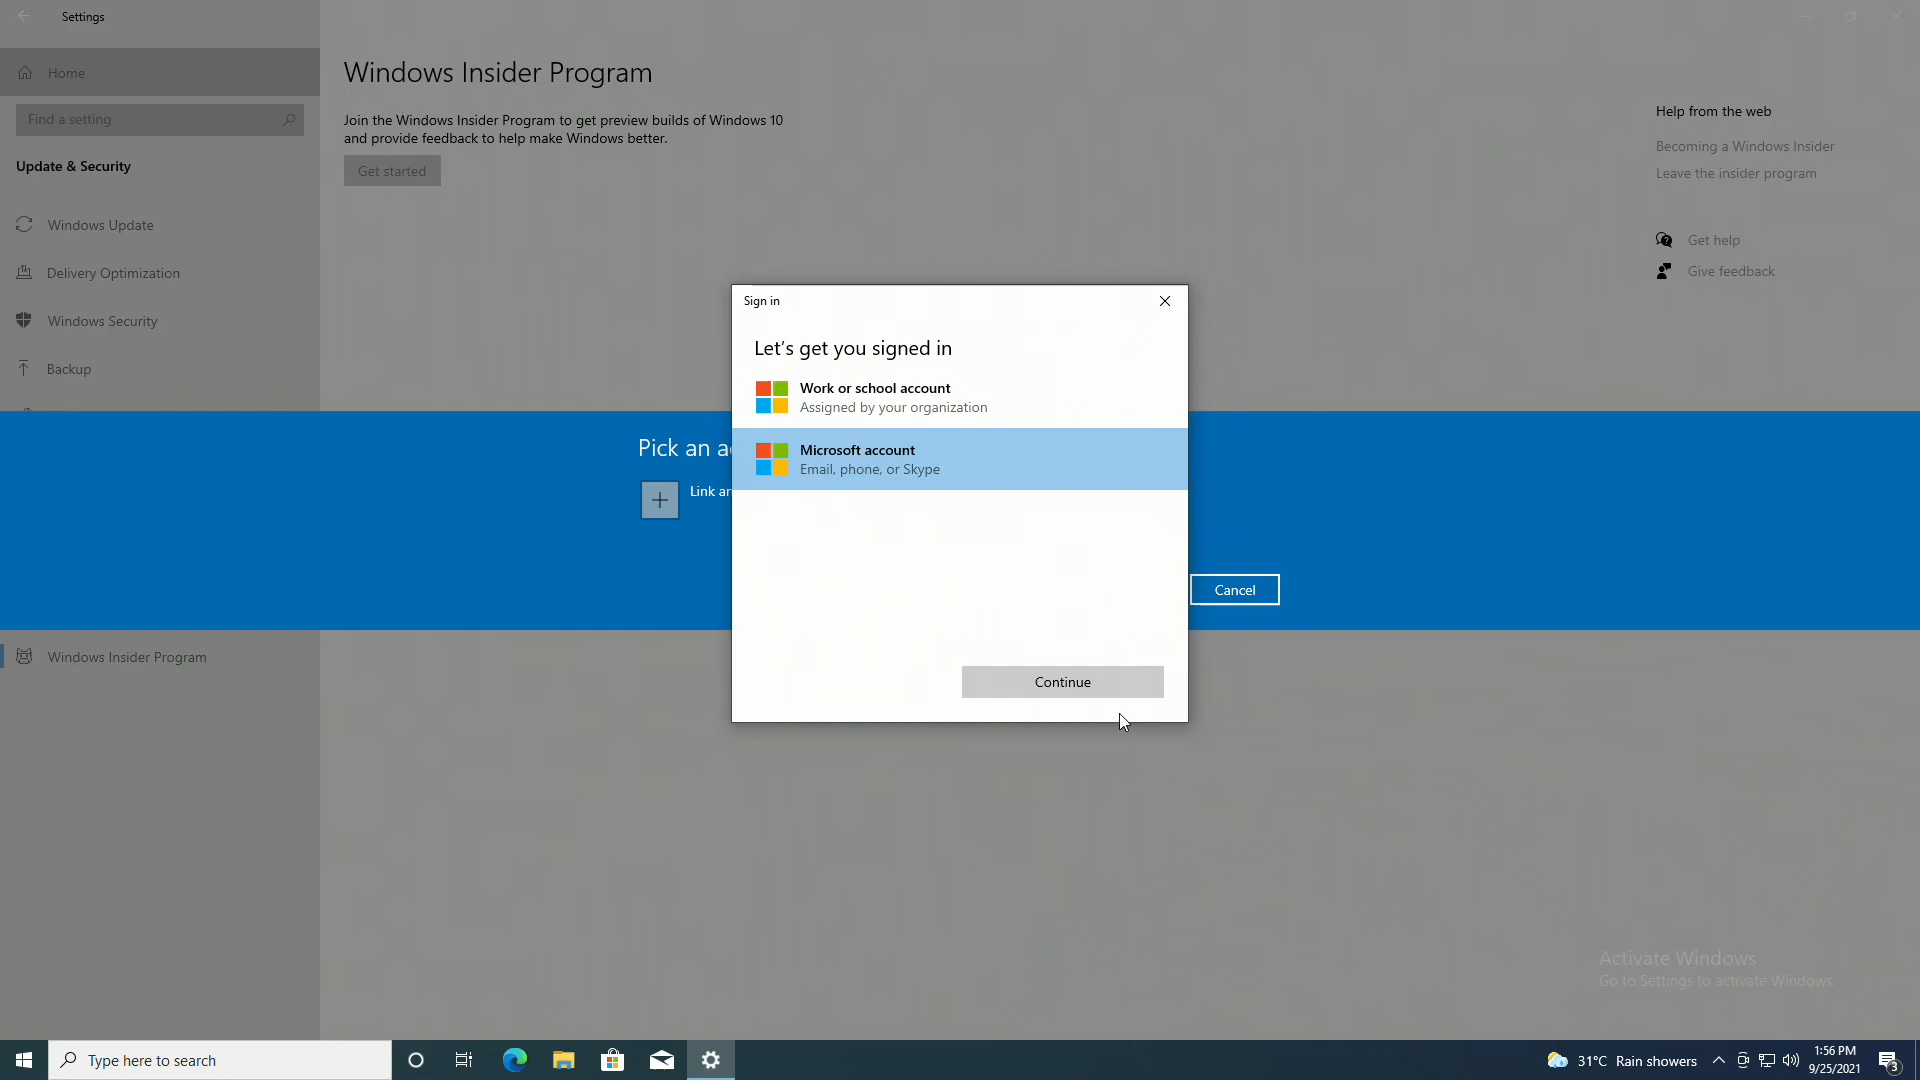 Settings
Home
Find a setting
Update & Security
Windows Update
Delivery Optimization
Windows Security
Backup
Windows Insider Program
Windows Insider Program
Join the Windows Insider Program to get preview builds of Windows 10
and provide feedback to help make Windows better.
Get started
Help from the web
Becoming a Windows Insider
Leave the insider program
Get help
Give feedback
Pick an
Link
Cancel
Sign in
Let's get you signed in
Work or school account
Assigned by your organization
Microsoft account
Email, phone, or Skype
Continue
Activate Windows
Go to Settings to activate Windows.
Type here to search
31°C Rain showers
1:56 PM
9/25/2021
3